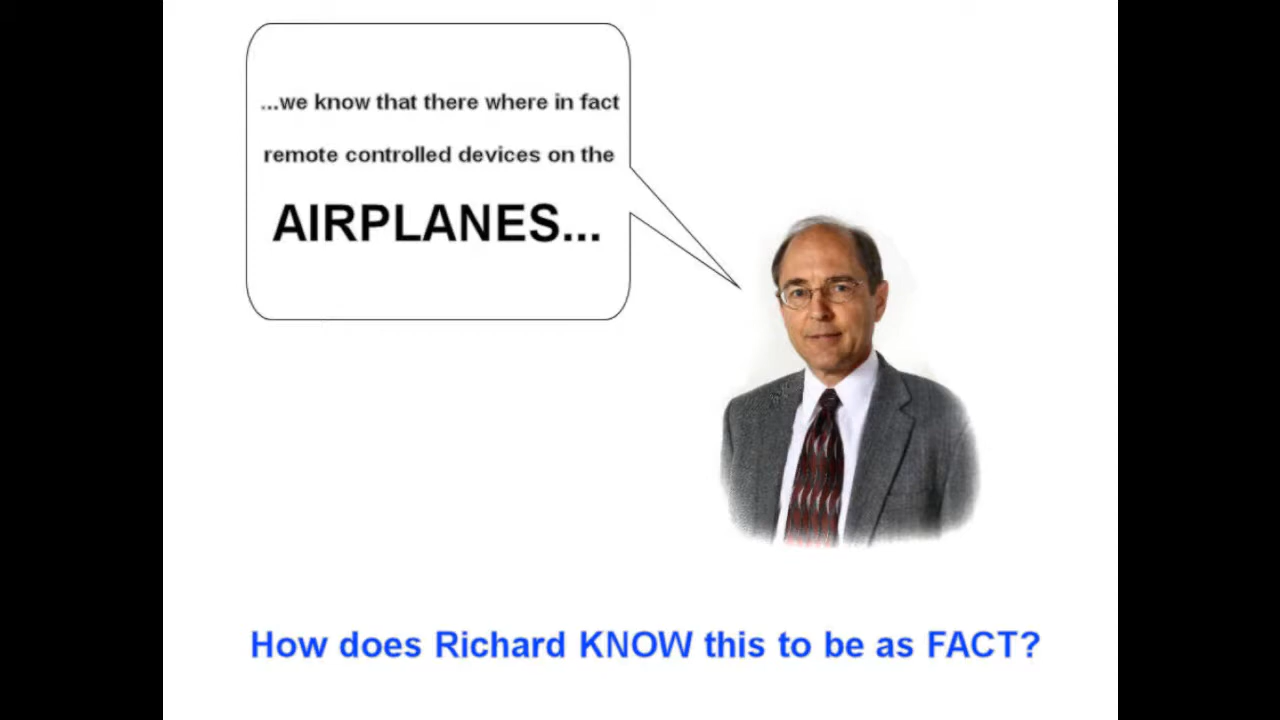 ...we know that there where in fact
remote controlled devices on the
AIRPLANES...
How does Richard KNOW this to be as FACT?